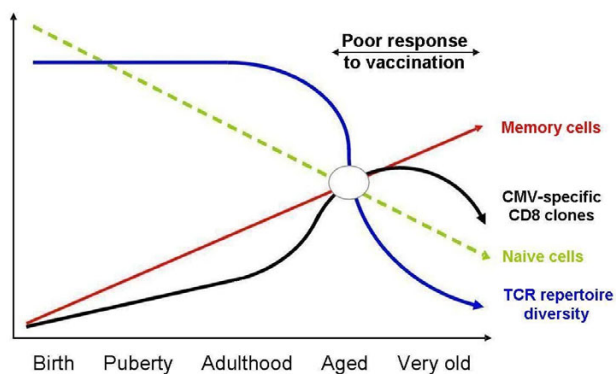 Poor response
to vaccination
Memory cells
CMV-specific
CD8 clones
Naive cells
TCR repertoire
diversity
Birth Puberty Adulthood Aged Very old